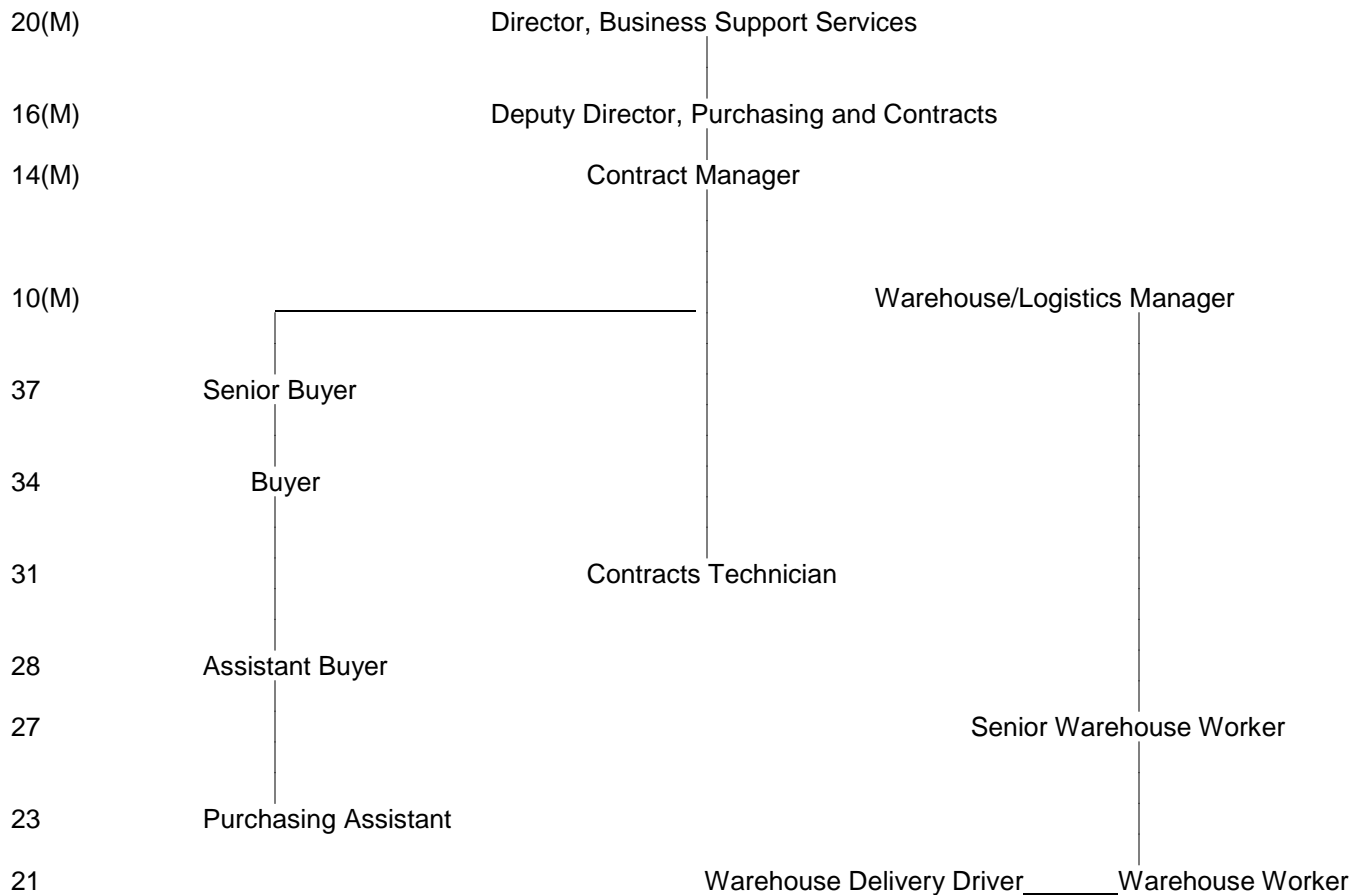 20(M) Director, Business Support Services
16(M) Deputy Director, Purchasing and Contracts
14(M) Contract Manager
10(M) Warehouse/Logistics Manager
37 Senior Buyer
34 Buyer
31 Contracts Technician
28 Assistant Buyer
27 Senior Warehouse Worker
23 Purchasing Assistant
21 Warehouse Delivery Driver Warehouse Worker